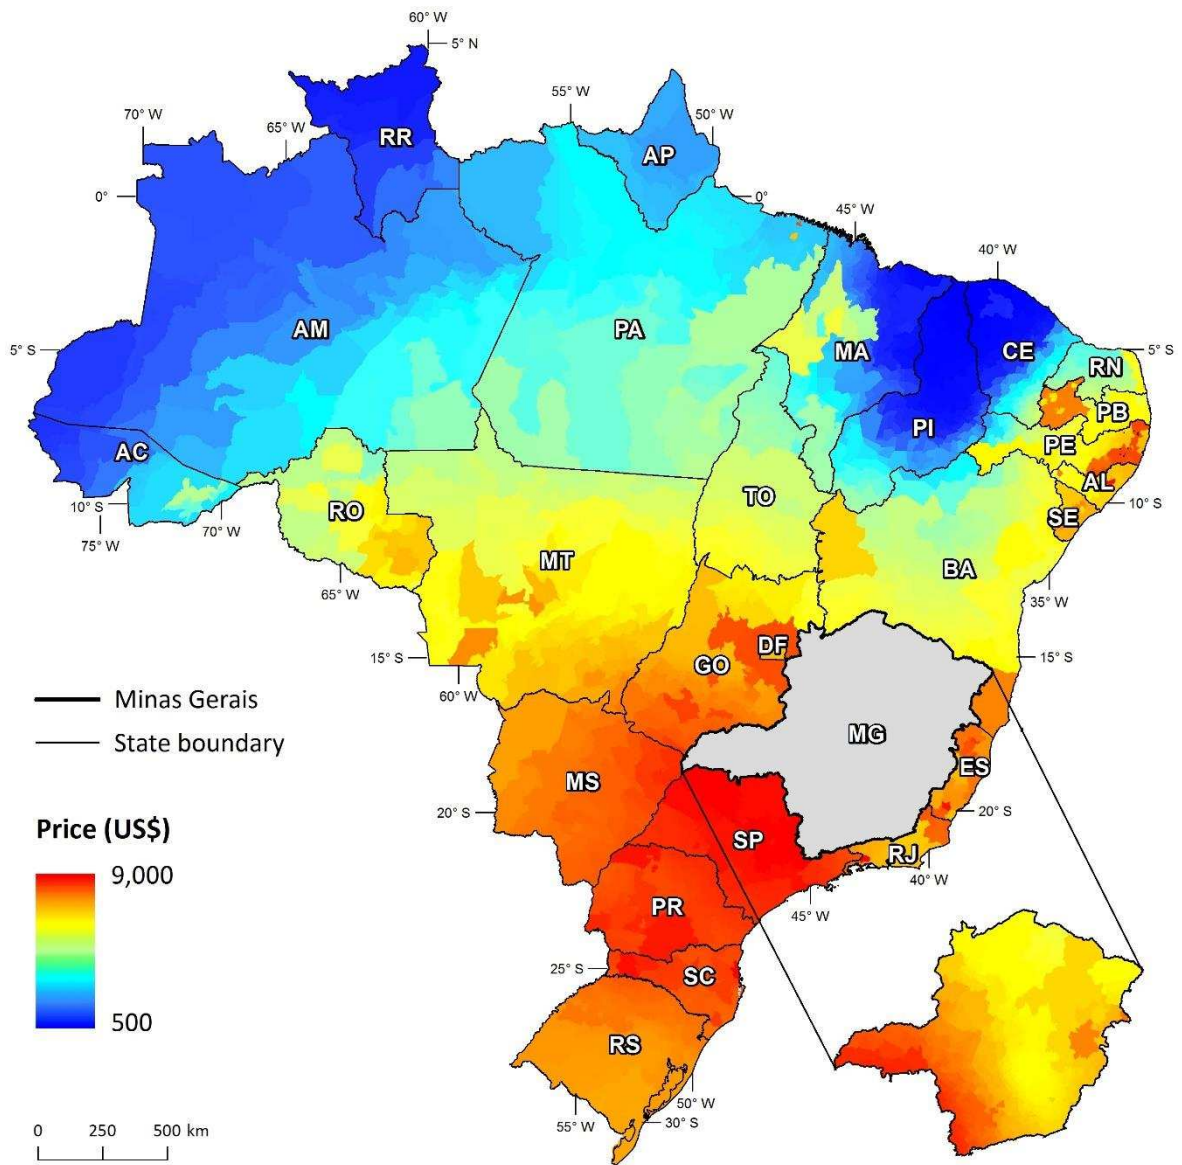 60° W
5° N
70° W
65° W
55° W
50° W
RR
AP
0°
0°
45° W
40° W
AM
PA
MA
CE
5° S
5° S
RN
PB
PI
PE
AC
AL
10° S
75° W
70° W
RO
TO
SE
10° S
MT
BA
65° W
35° W
15° S
60° W
GO
DF
15° S
Minas Gerais
State boundary
MG
MS
ES
20° S
20° S
Price (US$)
9,000
SP
RJ
40° W
45° W
PR
25° S
SC
500
RS
50° W
55° W
30° S
0 250 500 km